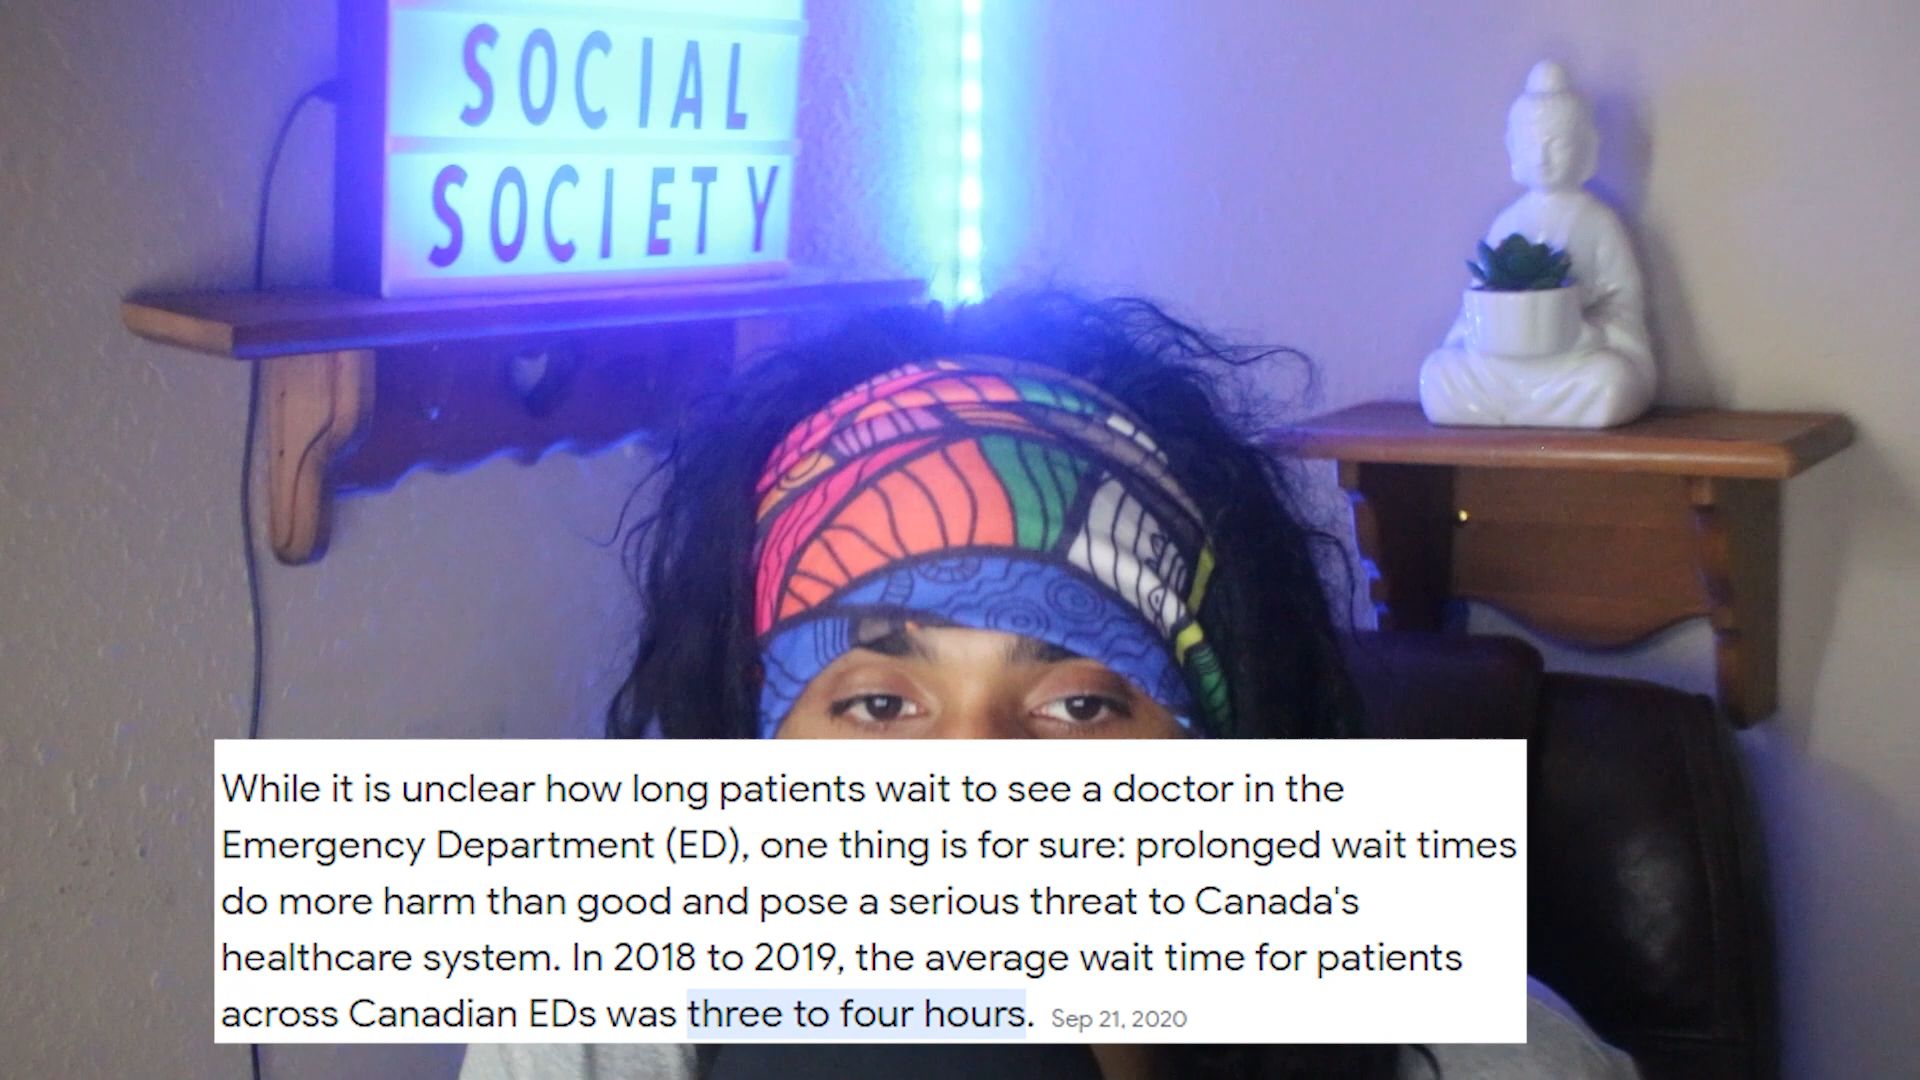 SOCIAL
SOCIETY
While it is unclear how long patients wait to see a doctor in the
Emergency Department (ED), one thing is for sure: prolonged wait times
do more harm than good and pose a serious threat to Canada's
healthcare system. In 2018 to 2019, the average wait time for patients
across Canadian EDs was three to four hours. Sep 21, 2020